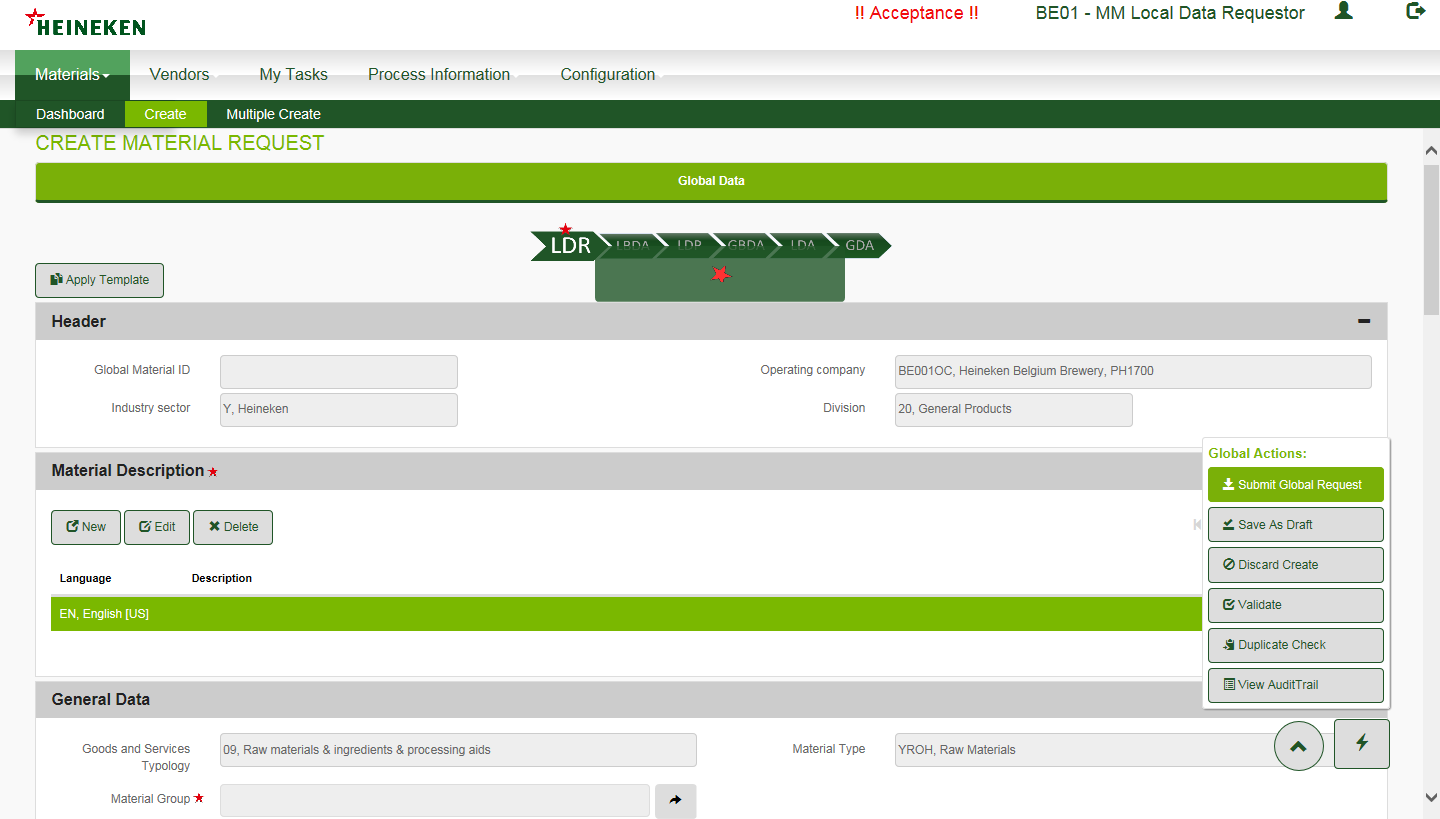 HEINEKEN
!! Acceptance !!
BE01 - MM Local Data Requestor
Materials
Vendors
My Tasks
Process Information
Configuration
Dashboard
Create
Multiple Create
CREATE MATERIAL REQUEST
Global Data
LDR
LBDA
LDP
GBDA
LDA
GDA
Apply Template
Header
Global Material ID
Operating company
BE001OC, Heineken Belgium Brewery, PH1700
Industry sector
Y, Heineken
Division
20, General Products
Material Description
New
Edit
Delete
Language
Description
EN, English [US]
Global Actions:
Submit Global Request
Save As Draft
Discard Create
Validate
Duplicate Check
View AuditTrail
General Data
Goods and Services
Typology
09, Raw materials & ingredients & processing aids
Material Type
YROH, Raw Materials
Material Group